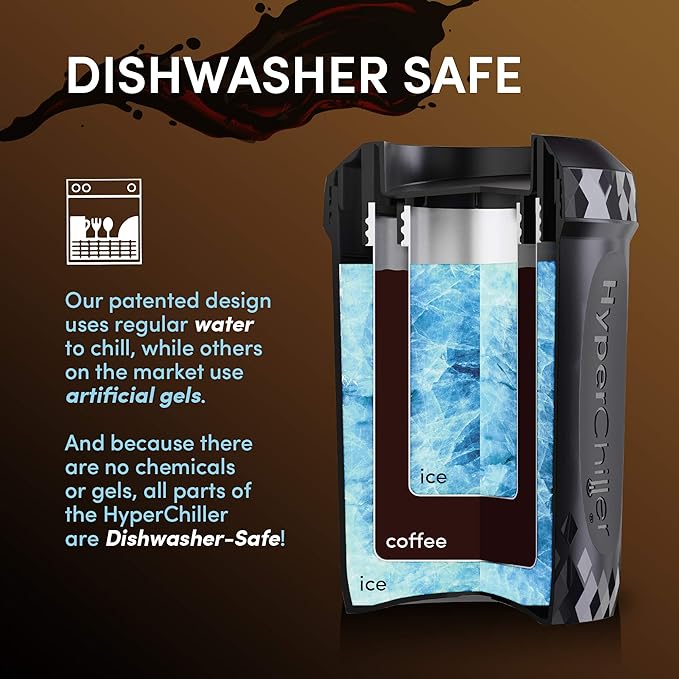 DISHWASHER SAFE
Our patented design
uses regular water
to chill, while others
on the market use
artificial gels.
And because there
are no chemicals
or gels, all parts of
the HyperChiller
are Dishwasher-Safe!
ice
coffee
ice
HyperChiller®